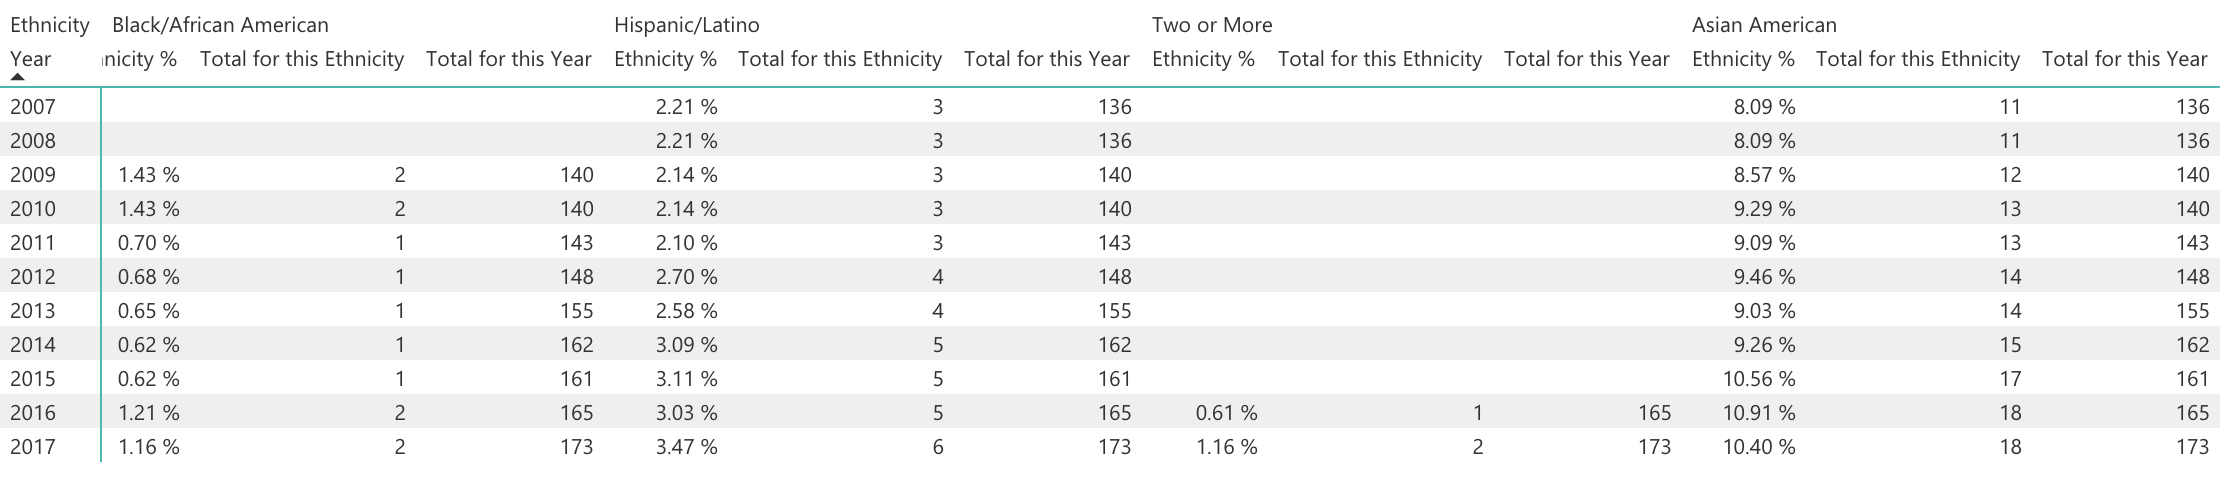 Ethnicity Black/African American Hispanic/Latino Two or More Asian American
Year nicity % Total for this Ethnicity Total for this Year Ethnicity % Total for this Ethnicity Total for this Year Ethnicity % Total for this Ethnicity Total for this Year Ethnicity % Total for this Ethnicity Total for this Year
2007 2.21 % 3 136 8.09 % 11 136
2008 2.21 % 3 136 8.09 % 11 136
2009 1.43 % 2 140 2.14 % 3 140 8.57 % 12 140
2010 1.43 % 2 140 2.14 % 3 140 9.29 % 13 140
2011 0.70 % 1 143 2.10 % 3 143 9.09 % 13 143
2012 0.68 % 1 148 2.70 % 4 148 9.46 % 14 148
2013 0.65 % 1 155 2.58 % 4 155 9.03 % 14 155
2014 0.62 % 1 162 3.09 % 5 162 9.26 % 15 162
2015 0.62 % 1 161 3.11 % 5 161 10.56 % 17 161
2016 1.21 % 2 165 3.03 % 5 165 0.61 % 1 165 10.91 % 18 165
2017 1.16 % 2 173 3.47 % 6 173 1.16 % 2 173 10.40 % 18 173